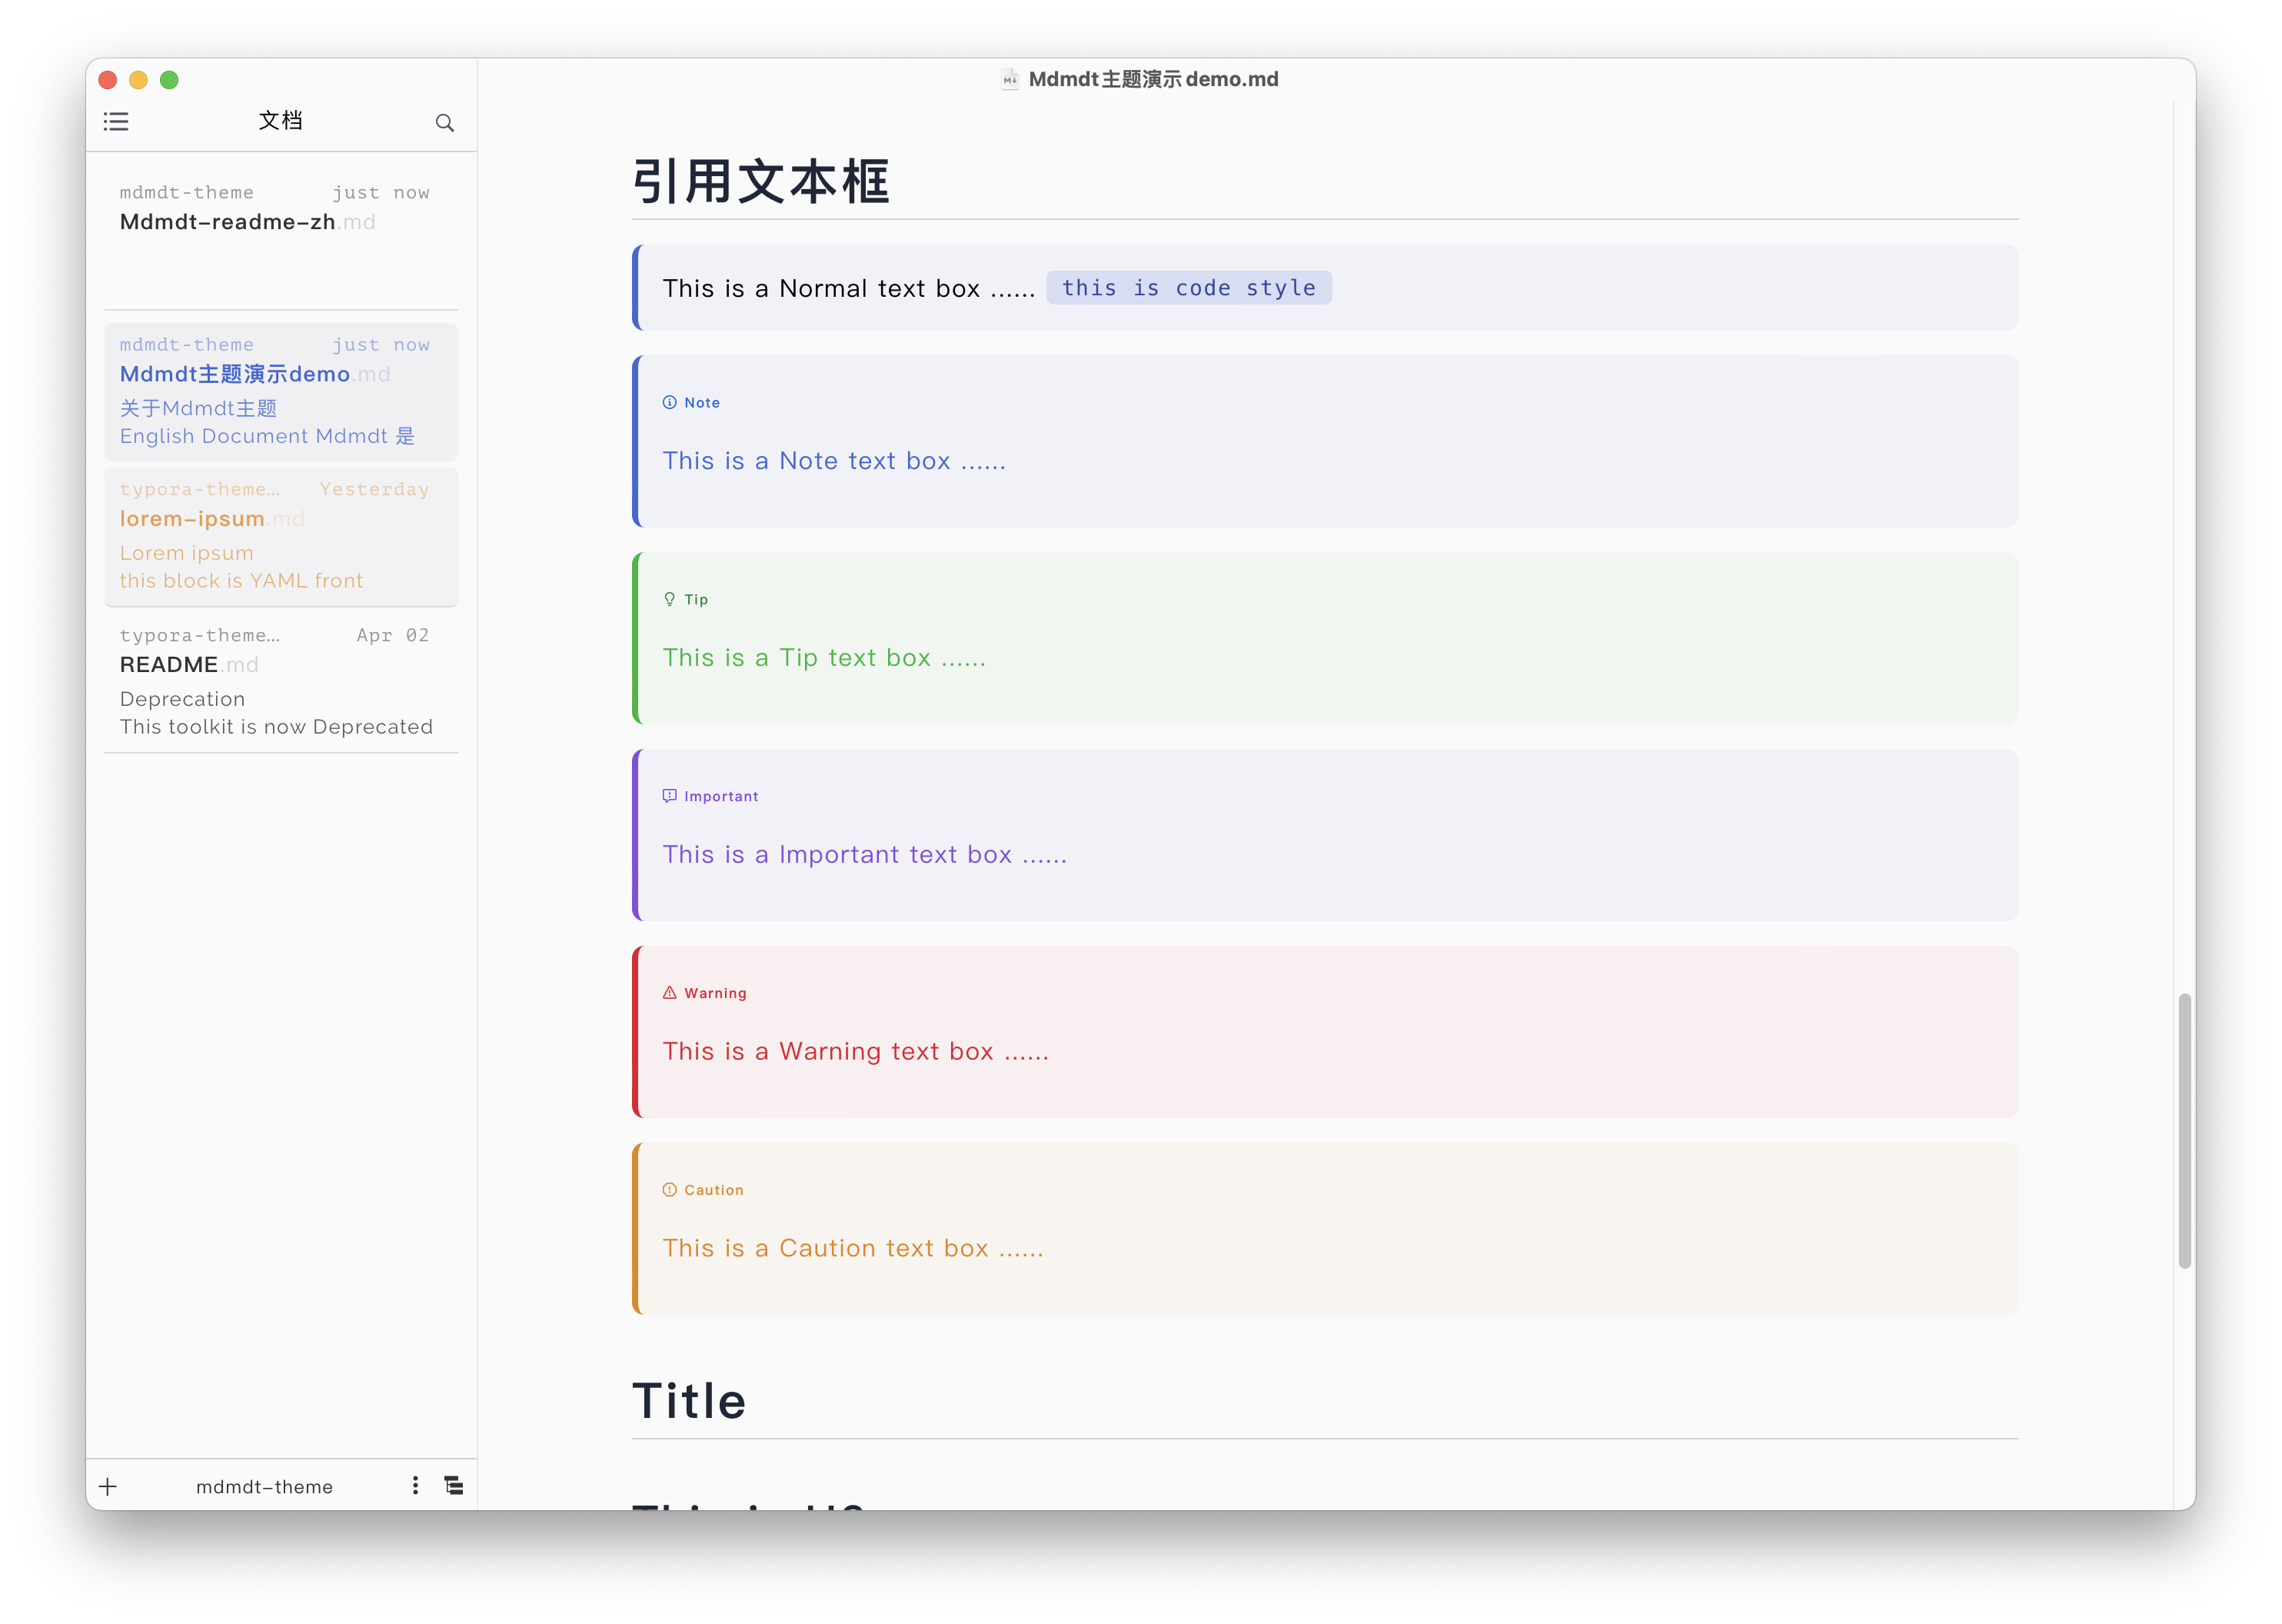 Mdmdt主题演示demo.md
文档
mdmdt-theme just now
Mdmdt-readme-zh.md
mdmdt-theme just now
Mdmdt主题演示demo.md
关于Mdmdt主题
English Document Mdmdt 是
typora-theme… Yesterday
lorem-ipsum.md
Lorem ipsum
this block is YAML front
typora-theme… Apr 02
README.md
Deprecation
This toolkit is now Deprecated
mdmdt-theme
引用文本框
This is a Normal text box ...... this is code style
Note
This is a Note text box ......
Tip
This is a Tip text box ......
Important
This is a Important text box ......
Warning
This is a Warning text box ......
Caution
This is a Caution text box ......
Title